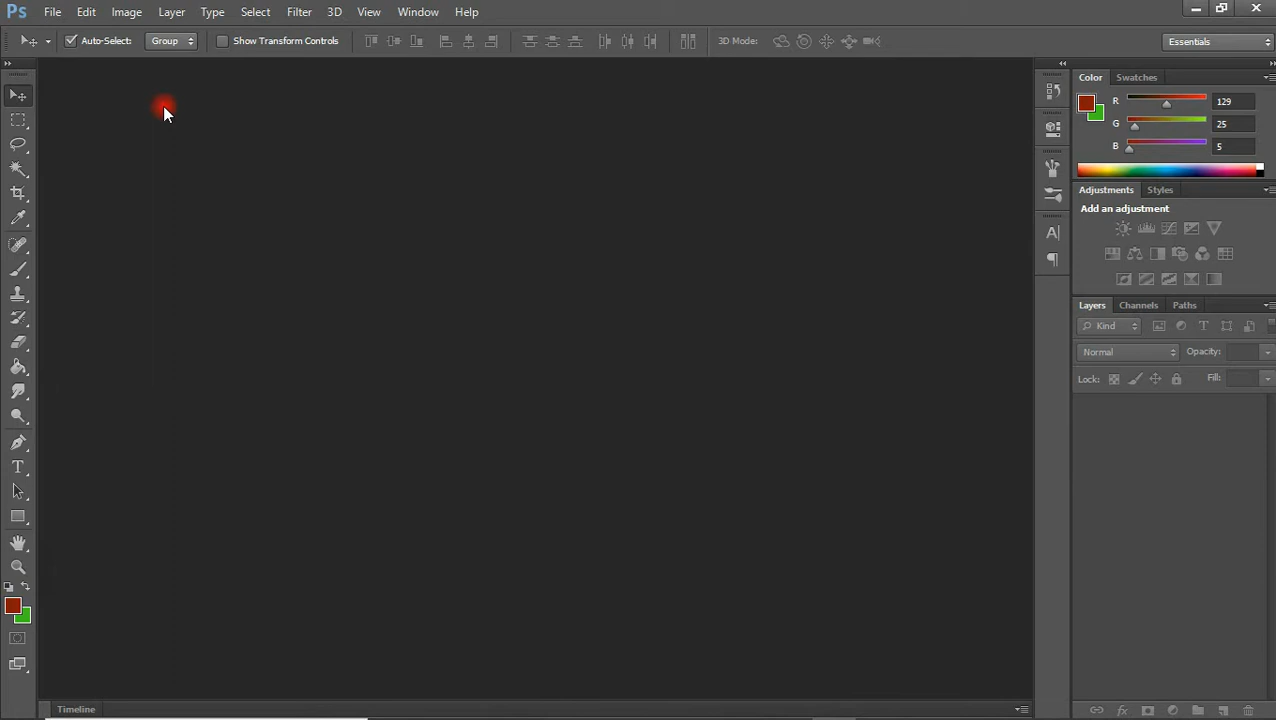 Ps File Edit Image Layer Type Select Filter 3D View Window Help
Auto-Select: Group Show Transform Controls 3D Mode: Essentials
Color Swatches
R 129
G 25
B 5
Adjustments Styles
Add an adjustment
A
Layers Channels Paths
Kind T
Normal Opacity:
Lock: Fill:
T
Timeline
fx